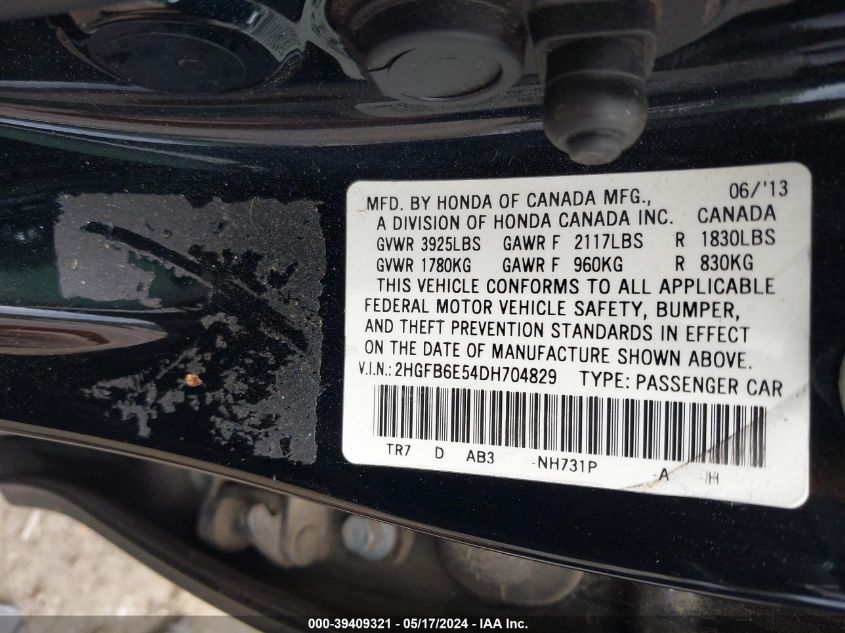 MFD. BY HONDA OF CANADA MFG., 06/'13
A DIVISION OF HONDA CANADA INC. CANADA
GVWR 3925LBS GAWR F 2117LBS R 1830LBS
GVWR 1780KG GAWR F 960KG R 830KG
THIS VEHICLE CONFORMS TO ALL APPLICABLE
FEDERAL MOTOR VEHICLE SAFETY, BUMPER,
AND THEFT PREVENTION STANDARDS IN EFFECT
ON THE DATE OF MANUFACTURE SHOWN ABOVE.
V.I.N.: 2HGFB6E54DH704829 TYPE: PASSENGER CAR
TR7 D AB3 -NH731P -A H
000-39409321 - 05/17/2024 - IAA Inc.